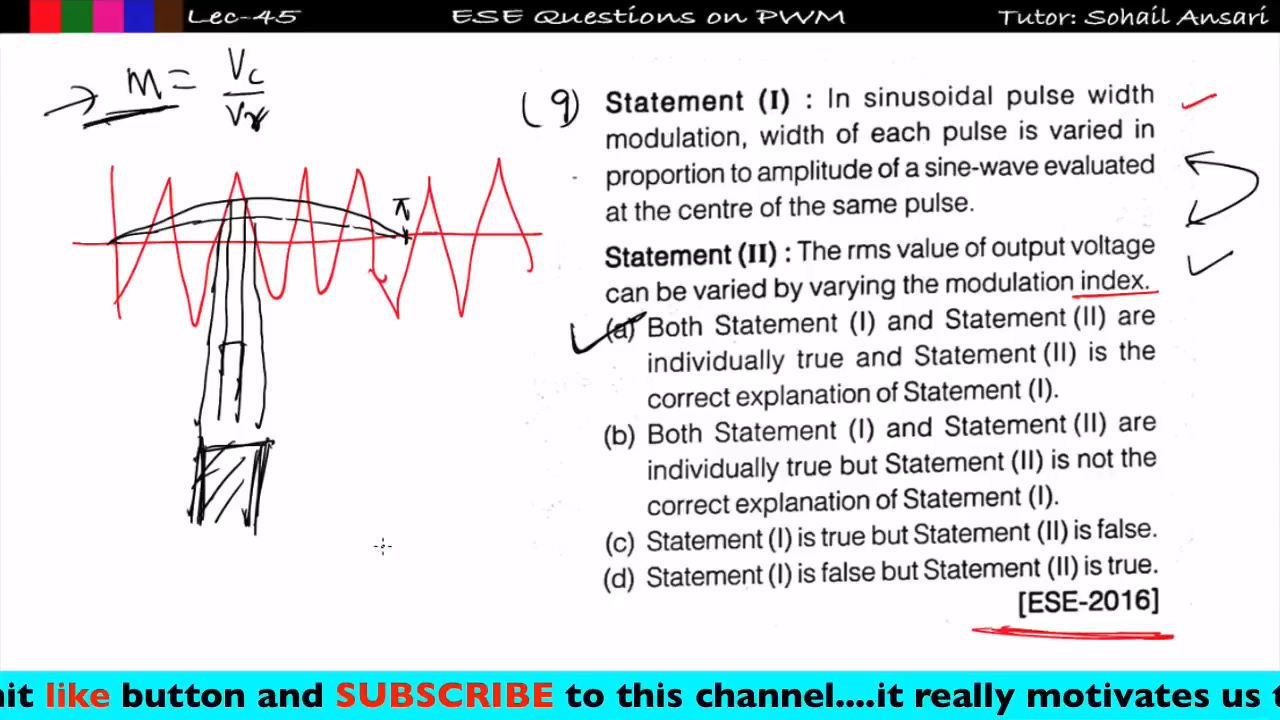 Lec-45 ESE Questions on PWM Tutor: Sohail Ansari
m = Vc
Vr
π
(9) Statement (I) : In sinusoidal pulse width
modulation, width of each pulse is varied in
proportion to amplitude of a sine-wave evaluated
at the centre of the same pulse.
Statement (II) : The rms value of output voltage
can be varied by varying the modulation index.
(a) Both Statement (I) and Statement (II) are
individually true and Statement (II) is the
correct explanation of Statement (I).
(b) Both Statement (I) and Statement (II) are
individually true but Statement (II) is not the
correct explanation of Statement (I).
(c) Statement (I) is true but Statement (II) is false.
(d) Statement (I) is false but Statement (II) is true.
[ESE-2016]
like button and SUBSCRIBE to this channel....it really motivates us